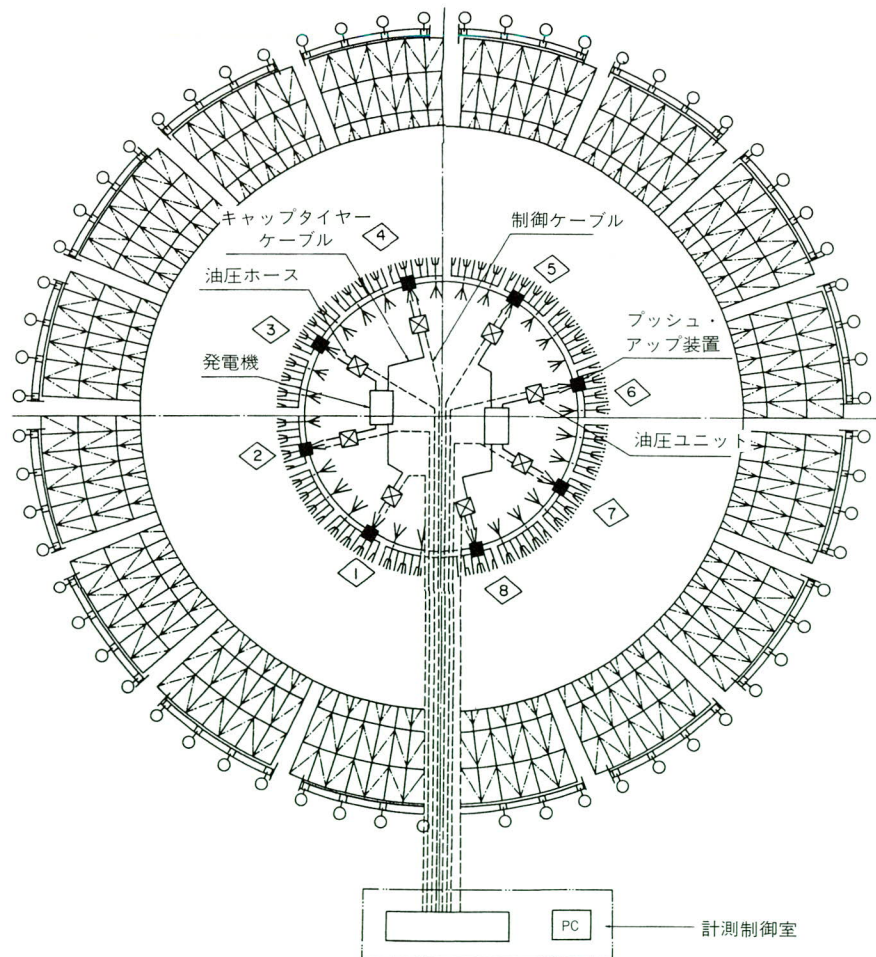 キャップタイヤー
ケーブル
制御ケーブル
油圧ホース
発電機
プッシュ・
アップ装置
油圧ユニット
4
5
3
6
2
7
1
8
PC
計測制御室